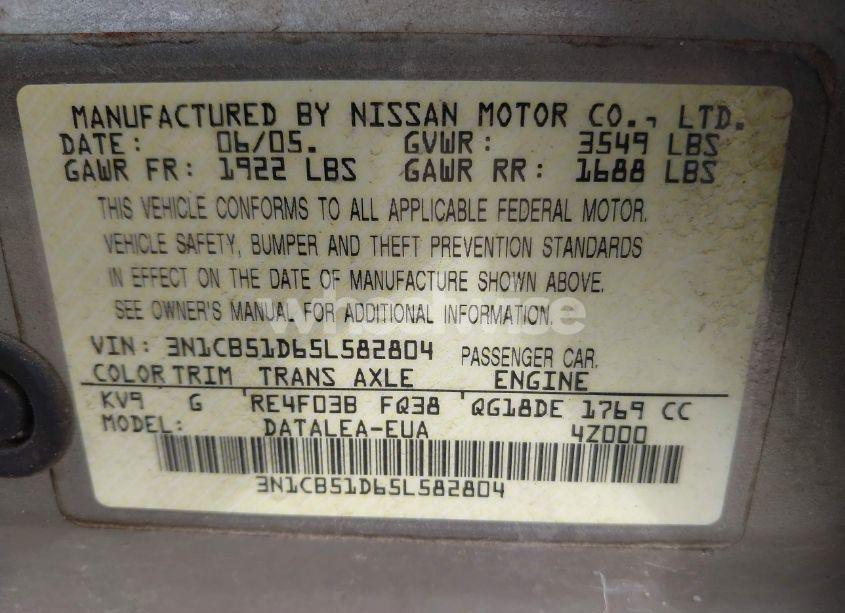 MANUFACTURED BY NISSAN MOTOR CO., LTD.
DATE: 06/05. GVWR: 3549 LBS
GAWR FR: 1922 LBS GAWR RR: 1688 LBS
THIS VEHICLE CONFORMS TO ALL APPLICABLE FEDERAL MOTOR.
VEHICLE SAFETY, BUMPER AND THEFT PREVENTION STANDARDS
IN EFFECT ON THE DATE OF MANUFACTURE SHOWN ABOVE.
SEE OWNER'S MANUAL FOR ADDITIONAL INFORMATION.
VIN: 3N1CB51D65L582804 PASSENGER CAR.
COLOR TRIM TRANS AXLE ENGINE
KV9 G RE4F03B FQ38 QG18DE 1769 CC
MODEL: DATALEA-EUA 4Z000
3N1CB51D65L582804